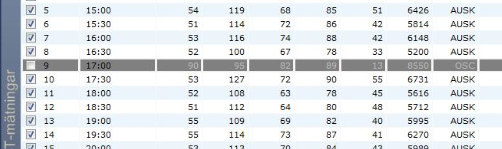 T-mätningar
5 15:00 54 119 68 85 51 6426 AUSK
6 15:30 51 114 72 86 42 5814 AUSK
7 16:00 53 116 74 88 42 6148 AUSK
8 16:30 52 100 67 78 33 5200 AUSK
9 17:00 90 95 82 89 13 8550 OSC
10 17:30 53 127 72 90 55 6731 AUSK
11 18:00 52 108 63 78 45 5616 AUSK
12 18:30 51 112 64 80 48 5712 AUSK
13 19:00 55 109 69 82 40 5995 AUSK
14 19:30 55 114 73 87 41 6270 AUSK
15 20:00 53 113 70 84 43 5989 AUSK